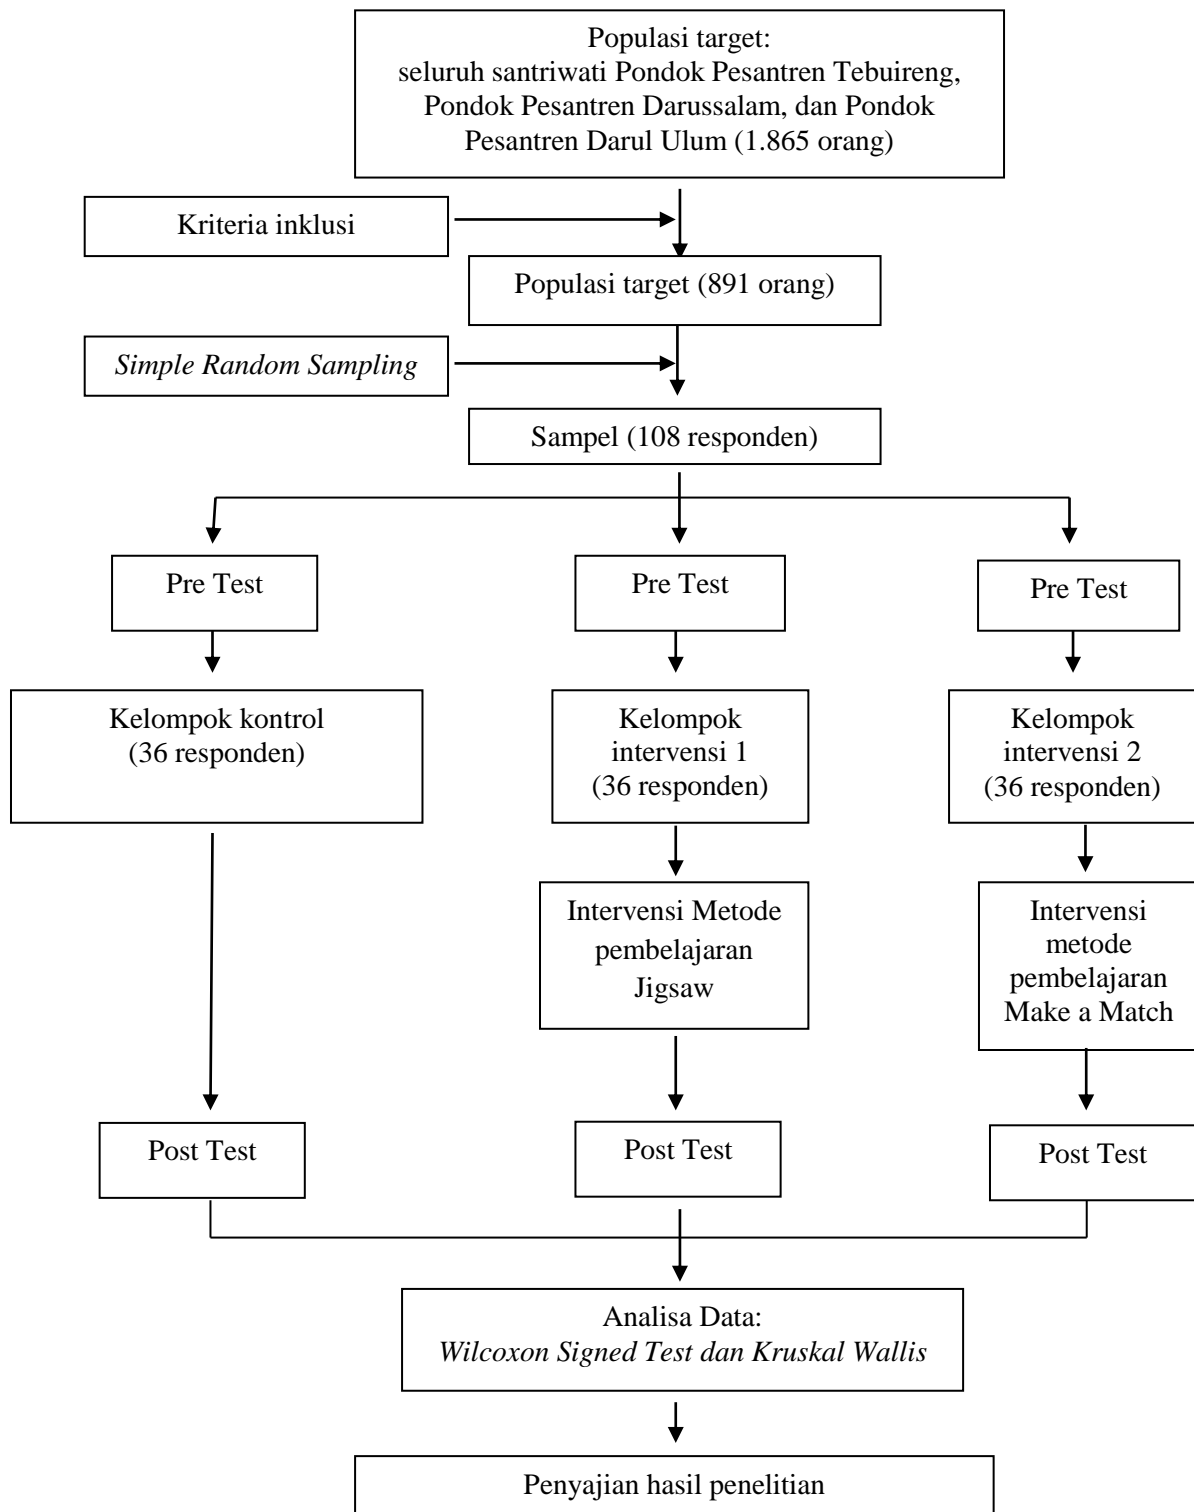 Populasi target:
seluruh santriwati Pondok Pesantren Tebuireng,
Pondok Pesantren Darussalam, dan Pondok
Pesantren Darul Ulum (1.865 orang)
Kriteria inklusi
Populasi target (891 orang)
Simple Random Sampling
Sampel (108 responden)
Pre Test
Pre Test
Pre Test
Kelompok kontrol
(36 responden)
Kelompok
intervensi 1
(36 responden)
Kelompok
intervensi 2
(36 responden)
Intervensi Metode
pembelajaran
Jigsaw
Intervensi
metode
pembelajaran
Make a Match
Post Test
Post Test
Post Test
Analisa Data:
Wilcoxon Signed Test dan Kruskal Wallis
Penyajian hasil penelitian